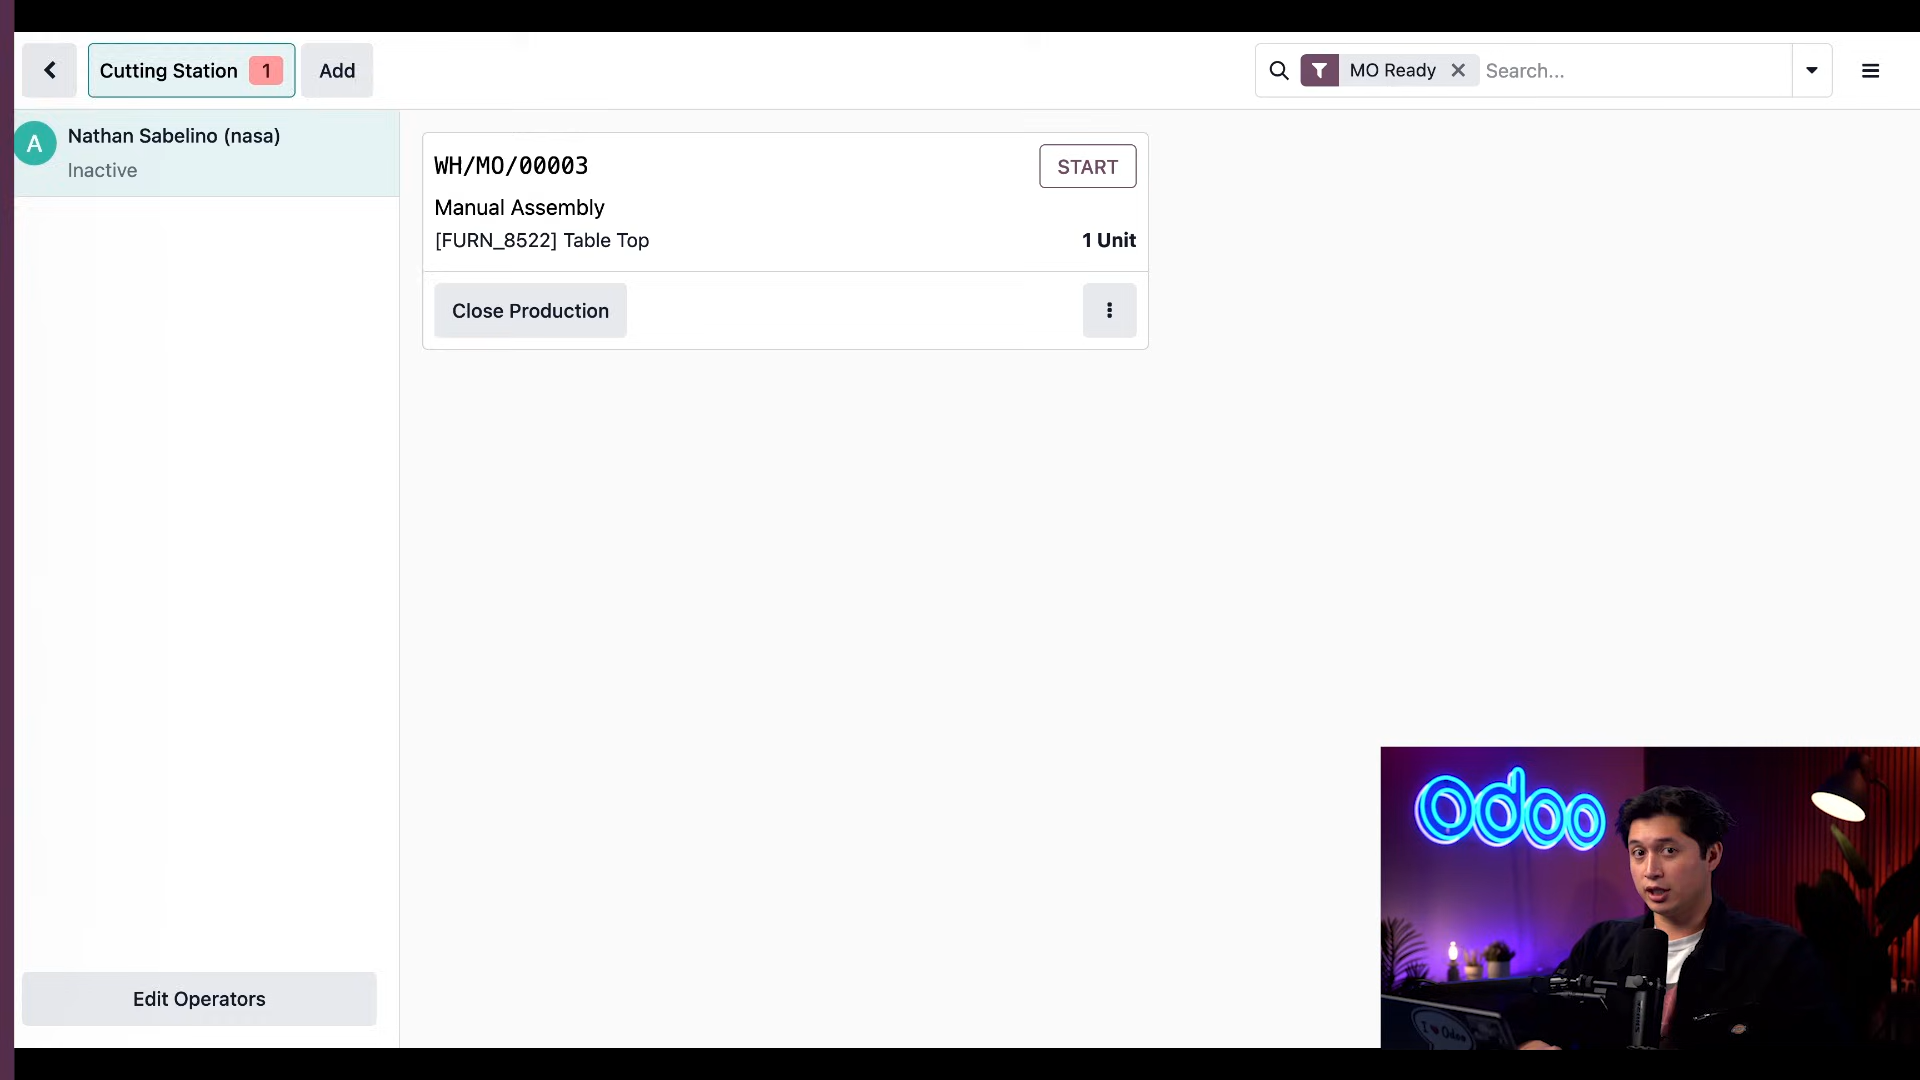 Cutting Station 1
Add
MO Ready
Search...
A
Nathan Sabelino (nasa)
Inactive
WH/MO/00003
START
Manual Assembly
[FURN_8522] Table Top
1 Unit
Close Production
Edit Operators
odoo
I ♥ Odoo